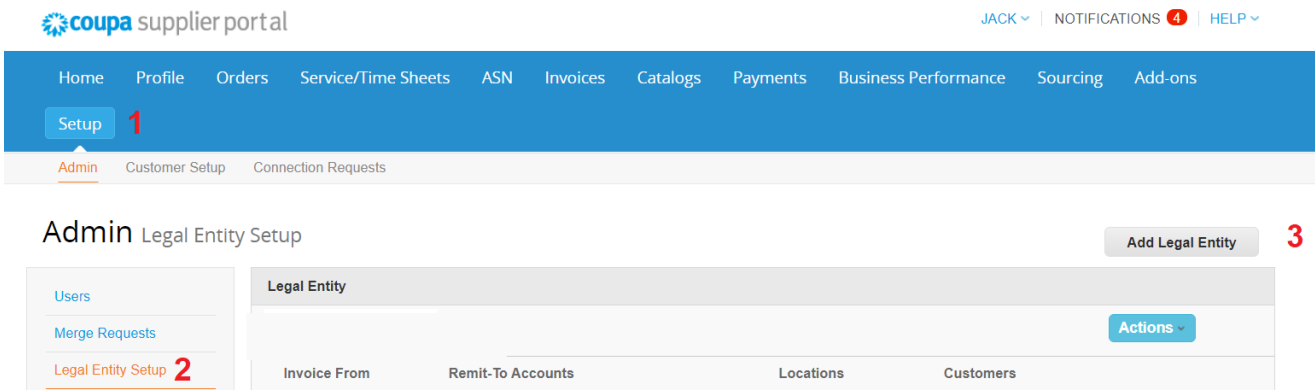 coupa supplier portal
JACK NOTIFICATIONS 4 HELP
Home Profile Orders Service/Time Sheets ASN Invoices Catalogs Payments Business Performance Sourcing Add-ons
Setup 1
Admin Customer Setup Connection Requests
Admin Legal Entity Setup
Add Legal Entity 3
Users
Legal Entity
Merge Requests
Actions
Legal Entity Setup 2
Invoice From Remit-To Accounts Locations Customers